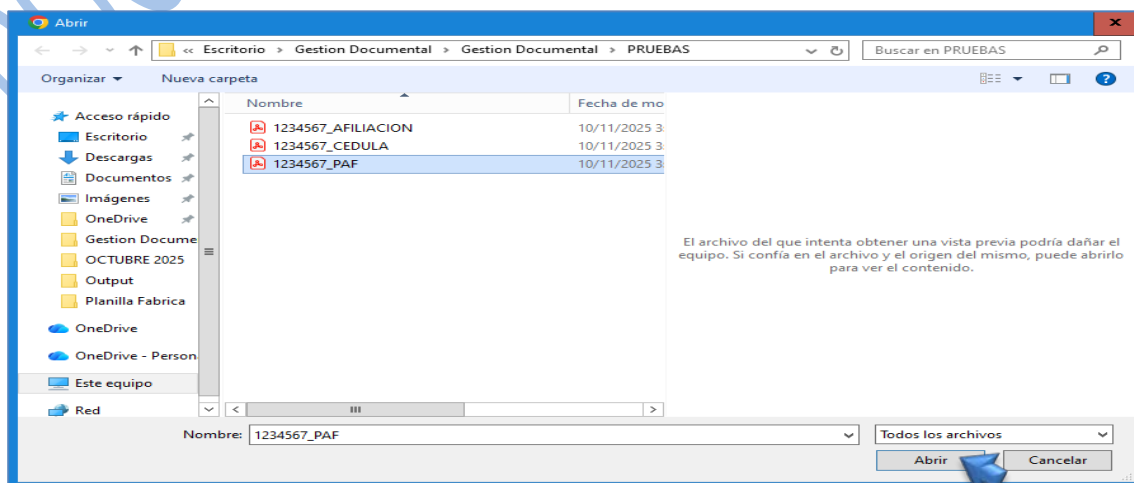 Abrir
« Escritorio > Gestion Documental > Gestion Documental > PRUEBAS
Buscar en PRUEBAS
Organizar
Nueva carpeta
Nombre
Fecha de mo
Acceso rápido
Escritorio
Descargas
Documentos
Imágenes
OneDrive
Gestion Docume
OCTUBRE 2025
Output
Planilla Fabrica
OneDrive
OneDrive - Person
Este equipo
Red
1234567_AFILIACION 10/11/2025 3:
1234567_CEDULA 10/11/2025 3:
1234567_PAF 10/11/2025 3:
El archivo del que intenta obtener una vista previa podría dañar el
equipo. Si confía en el archivo y el origen del mismo, puede abrirlo
para ver el contenido.
Nombre: 1234567_PAF
Todos los archivos
Abrir
Cancelar